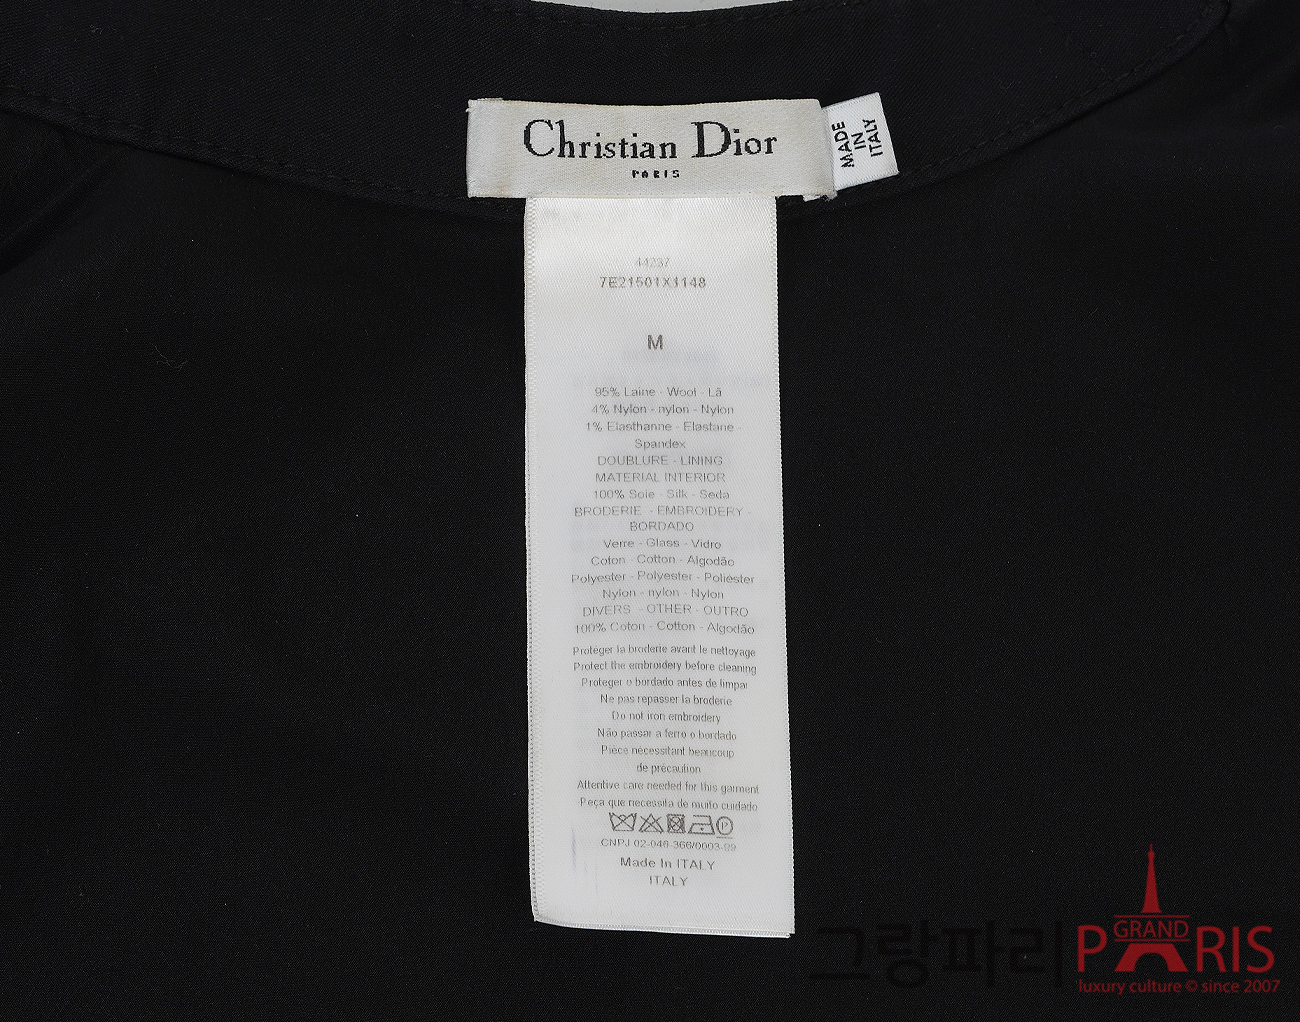 Christian Dior
PARIS
MADE
IN
ITALY
44237
7E21501X1148
M
95% Laine - Wool - Lã
4% Nylon - nylon - Nylon
1% Elasthanne - Elastane -
Spandex
DOUBLURE - LINING
MATERIAL INTERIOR
100% Soie - Silk - Seda
BRODERIE - EMBROIDERY -
BORDADO
Verre - Glass - Vidro
Coton - Cotton - Algodão
Polyester - Polyester - Poliéster
Nylon - nylon - Nylon
DIVERS - OTHER - OUTRO
100% Coton - Cotton - Algodão
Proteger la broderie avant le nettoyage
Protect the embroidery before cleaning
Proteger o bordado antes de limpar
Ne pas repasser la broderie
Do not iron embroidery
Não passar a ferro o bordado
Pièce necessitant beaucoup
de précaution
Attentive care needed for this garment
Peça que necessita de muito cuidado
P
CNPJ 02-046-366/0003-99
Made In ITALY
ITALY
그랑파리
GRAND
PARIS
luxury culture © since 2007